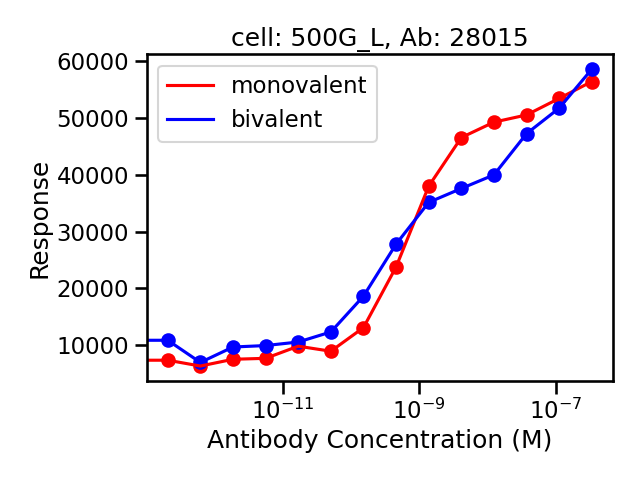 cell: 500G_L, Ab: 28015
monovalent
bivalent
60000
50000
40000
30000
20000
10000
Response
10⁻¹¹
10⁻⁹
10⁻⁷
Antibody Concentration (M)